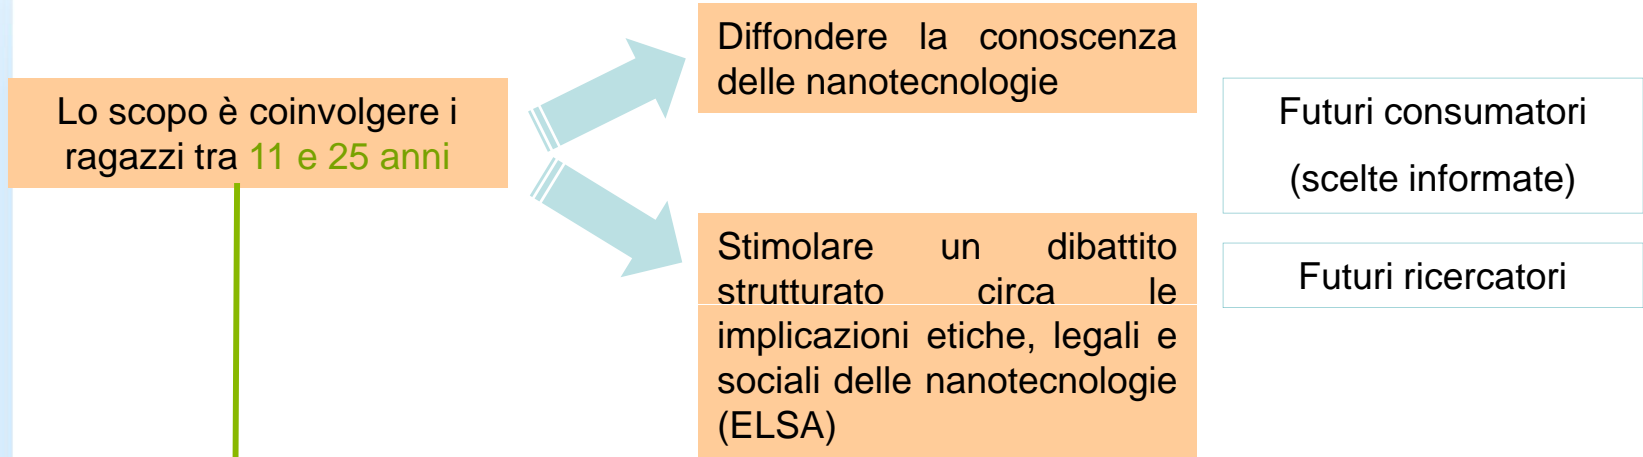 Lo scopo è coinvolgere i
ragazzi tra 11 e 25 anni
Diffondere la conoscenza
delle nanotecnologie
Stimolare un dibattito
strutturato circa le
implicazioni etiche, legali e
sociali delle nanotecnologie
(ELSA)
Futuri consumatori
(scelte informate)
Futuri ricercatori